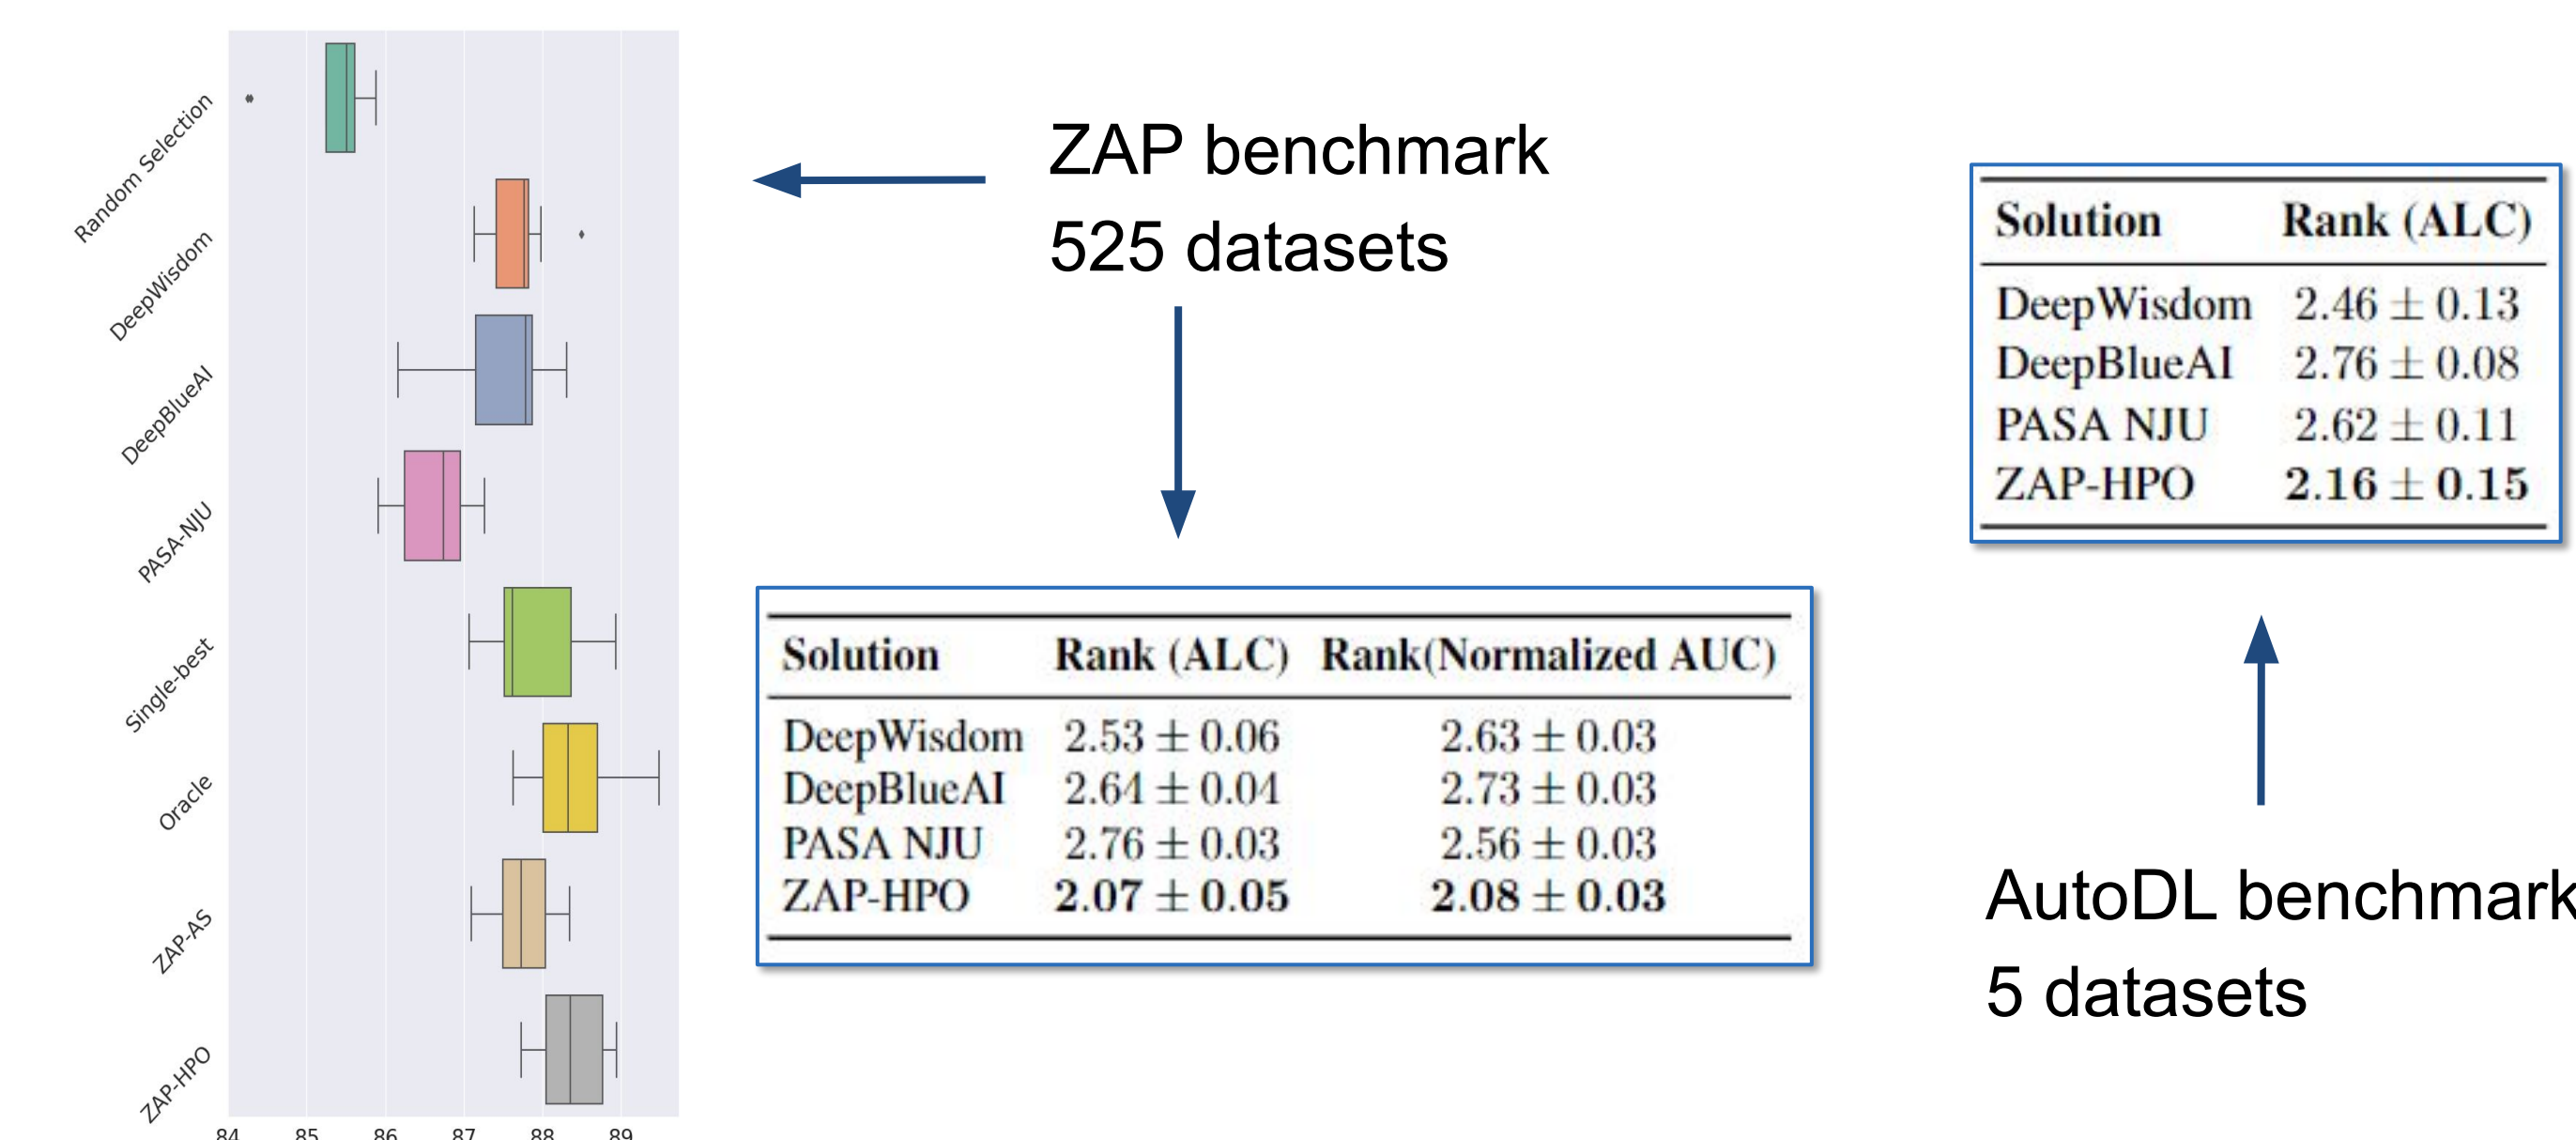 Random Selection
DeepWisdom
DeepBlueAI
PASA-NJU
Single-best
Oracle
ZAP-AS
ZAP-HPO
84 85 86 87 88 89
ZAP benchmark
525 datasets
Solution Rank (ALC) Rank(Normalized AUC)
DeepWisdom 2.53 ± 0.06 2.63 ± 0.03
DeepBlueAI 2.64 ± 0.04 2.73 ± 0.03
PASA NJU 2.76 ± 0.03 2.56 ± 0.03
ZAP-HPO 2.07 ± 0.05 2.08 ± 0.03
Solution Rank (ALC)
DeepWisdom 2.46 ± 0.13
DeepBlueAI 2.76 ± 0.08
PASA NJU 2.62 ± 0.11
ZAP-HPO 2.16 ± 0.15
AutoDL benchmark
5 datasets